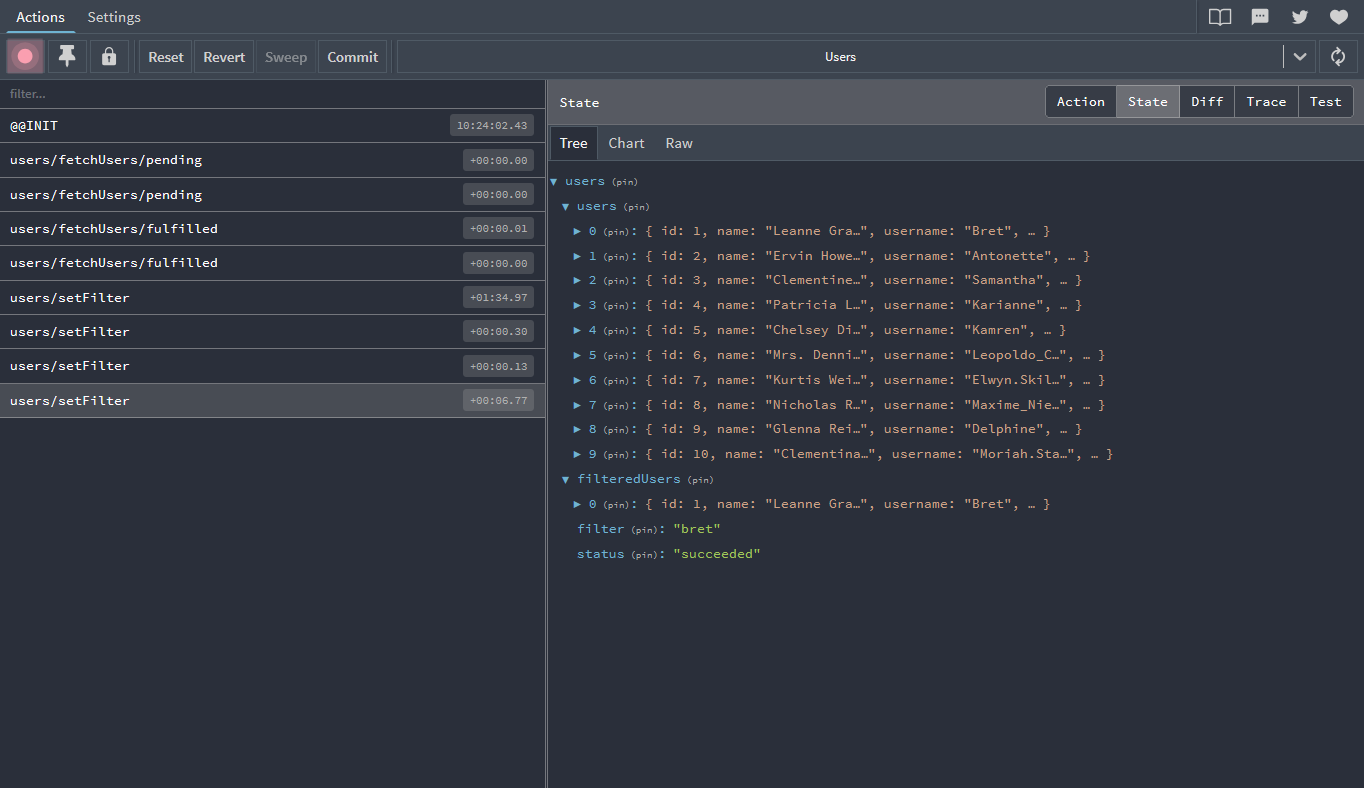 Actions Settings
Reset Revert Sweep Commit Users
filter...
@@INIT 10:24:02.43
users/fetchUsers/pending +00:00.00
users/fetchUsers/pending +00:00.00
users/fetchUsers/fulfilled +00:00.01
users/fetchUsers/fulfilled +00:00.00
users/setFilter +01:34.97
users/setFilter +00:00.30
users/setFilter +00:00.13
users/setFilter +00:06.77
State Action State Diff Trace Test
Tree Chart Raw
▼ users (pin)
▼ users (pin)
▶ 0 (pin): { id: 1, name: "Leanne Gra…", username: "Bret", … }
▶ 1 (pin): { id: 2, name: "Ervin Howe…", username: "Antonette", … }
▶ 2 (pin): { id: 3, name: "Clementine…", username: "Samantha", … }
▶ 3 (pin): { id: 4, name: "Patricia L…", username: "Karianne", … }
▶ 4 (pin): { id: 5, name: "Chelsey Di…", username: "Kamren", … }
▶ 5 (pin): { id: 6, name: "Mrs. Denni…", username: "Leopoldo_C…", … }
▶ 6 (pin): { id: 7, name: "Kurtis Wei…", username: "Elwyn.Skil…", … }
▶ 7 (pin): { id: 8, name: "Nicholas R…", username: "Maxime_Nie…", … }
▶ 8 (pin): { id: 9, name: "Glenna Rei…", username: "Delphine", … }
▶ 9 (pin): { id: 10, name: "Clementina…", username: "Moriah.Sta…", … }
▼ filteredUsers (pin)
▶ 0 (pin): { id: 1, name: "Leanne Gra…", username: "Bret", … }
filter (pin): "bret"
status (pin): "succeeded"